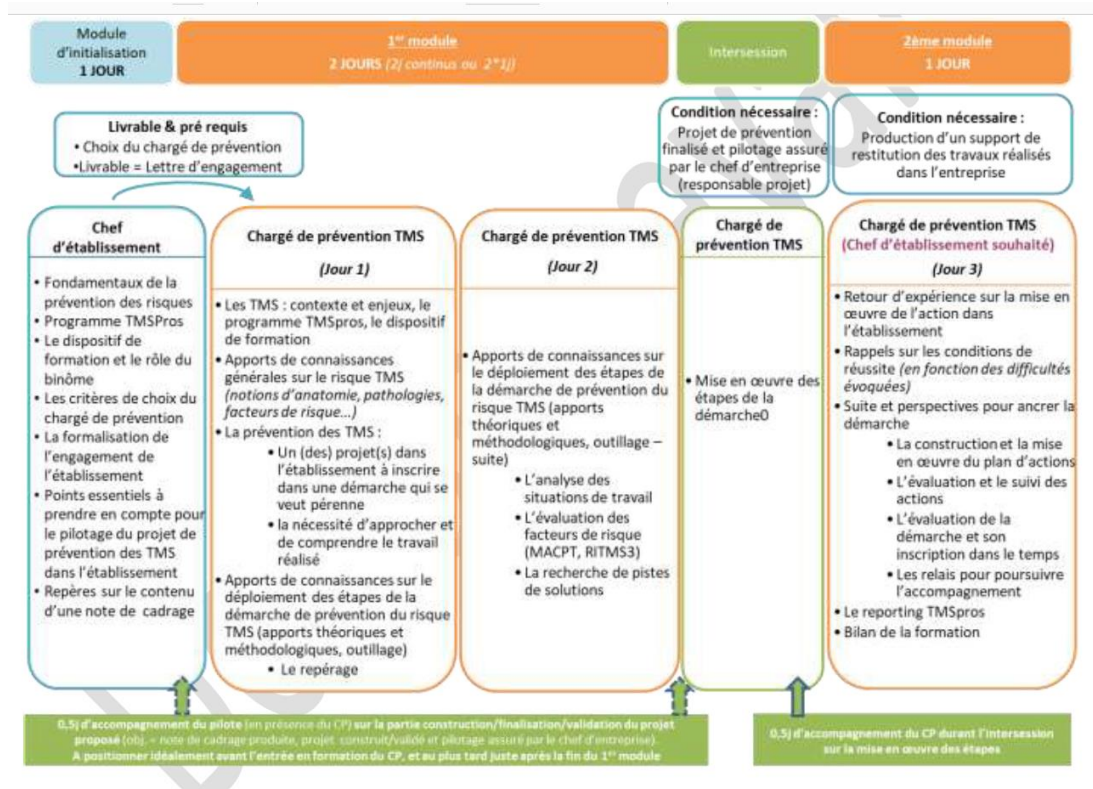 Module
d'initialisation
1 JOUR
1er module
2 JOURS (2j continus ou 2*1j)
Intersession
2ème module
1 JOUR
Livrable & pré requis
• Choix du chargé de prévention
•Livrable = Lettre d'engagement
Condition nécessaire :
Projet de prévention
finalisé et pilotage assuré
par le chef d'entreprise
(responsable projet)
Condition nécessaire :
Production d'un support de
restitution des travaux réalisés
dans l'entreprise
Chef
d'établissement
• Fondamentaux de la
prévention des risques
• Programme TMSPros
• Le dispositif de
formation et le rôle du
binôme
• Les critères de choix du
chargé de prévention
• La formalisation de
l'engagement de
l'établissement
• Points essentiels à
prendre en compte pour
le pilotage du projet de
prévention des TMS
dans l'établissement
• Repères sur le contenu
d'une note de cadrage
Chargé de prévention TMS
(Jour 1)
• Les TMS : contexte et enjeux, le
programme TMSpros, le dispositif
de formation
• Apports de connaissances
générales sur le risque TMS
(notions d'anatomie, pathologies,
facteurs de risque...)
• La prévention des TMS :
• Un (des) projet(s) dans
l'établissement à inscrire
dans une démarche qui se
veut pérenne
• la nécessité d'approcher et
de comprendre le travail
réalisé
• Apports de connaissances sur le
déploiement des étapes de la
démarche de prévention du risque
TMS (apports théoriques et
méthodologiques, outillage)
• Le repérage
Chargé de prévention TMS
(Jour 2)
• Apports de connaissances sur
le déploiement des étapes de
la démarche de prévention du
risque TMS (apports
théoriques et
méthodologiques, outillage –
suite)
• L'analyse des
situations de travail
• L'évaluation des
facteurs de risque
(MACPT, RITMS3)
• La recherche de pistes
de solutions
Chargé de
prévention TMS
• Mise en œuvre des
étapes de la
démarche0
Chargé de prévention TMS
(Chef d'établissement souhaité)
(Jour 3)
• Retour d'expérience sur la mise en
œuvre de l'action dans
l'établissement
• Rappels sur les conditions de
réussite (en fonction des difficultés
évoquées)
• Suite et perspectives pour ancrer la
démarche
• La construction et la mise
en œuvre du plan d'actions
• L'évaluation et le suivi des
actions
• L'évaluation de la
démarche et son
inscription dans le temps
• Les relais pour poursuivre
l'accompagnement
• Le reporting TMSpros
• Bilan de la formation
0,5j d'accompagnement du pilote (en présence du CP) sur la partie construction/finalisation/validation du projet
proposé (obj. = note de cadrage produite, projet construit/validé et pilotage assuré par le chef d'entreprise).
A positionner idéalement avant l'entrée en formation du CP, et au plus tard juste après la fin du 1er module
0,5j d'accompagnement du CP durant l'intersession
sur la mise en œuvre des étapes